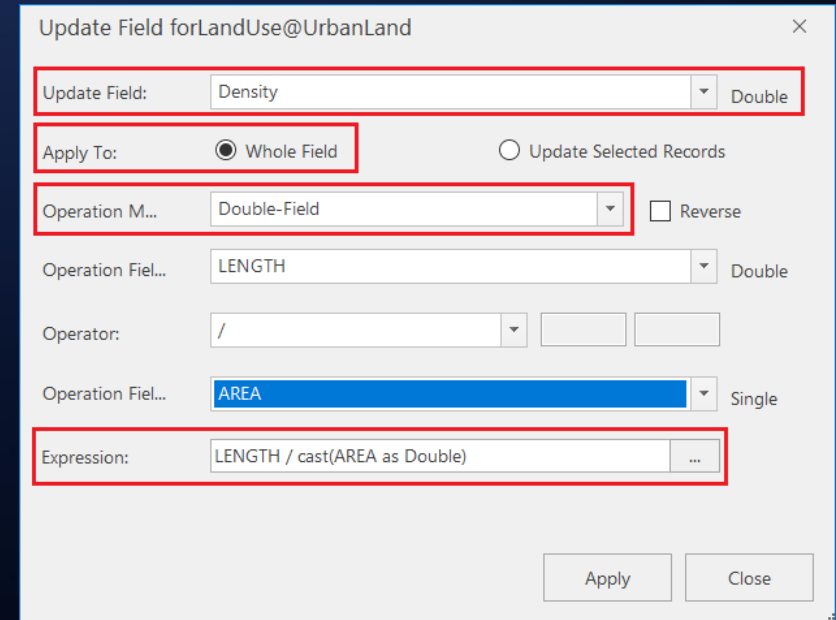 Update Field forLandUse@UrbanLand
Update Field: Density Double
Apply To: Whole Field Update Selected Records
Operation M... Double-Field Reverse
Operation Fiel... LENGTH Double
Operator: /
Operation Fiel... AREA Single
Expression: LENGTH / cast(AREA as Double) ...
Apply Close